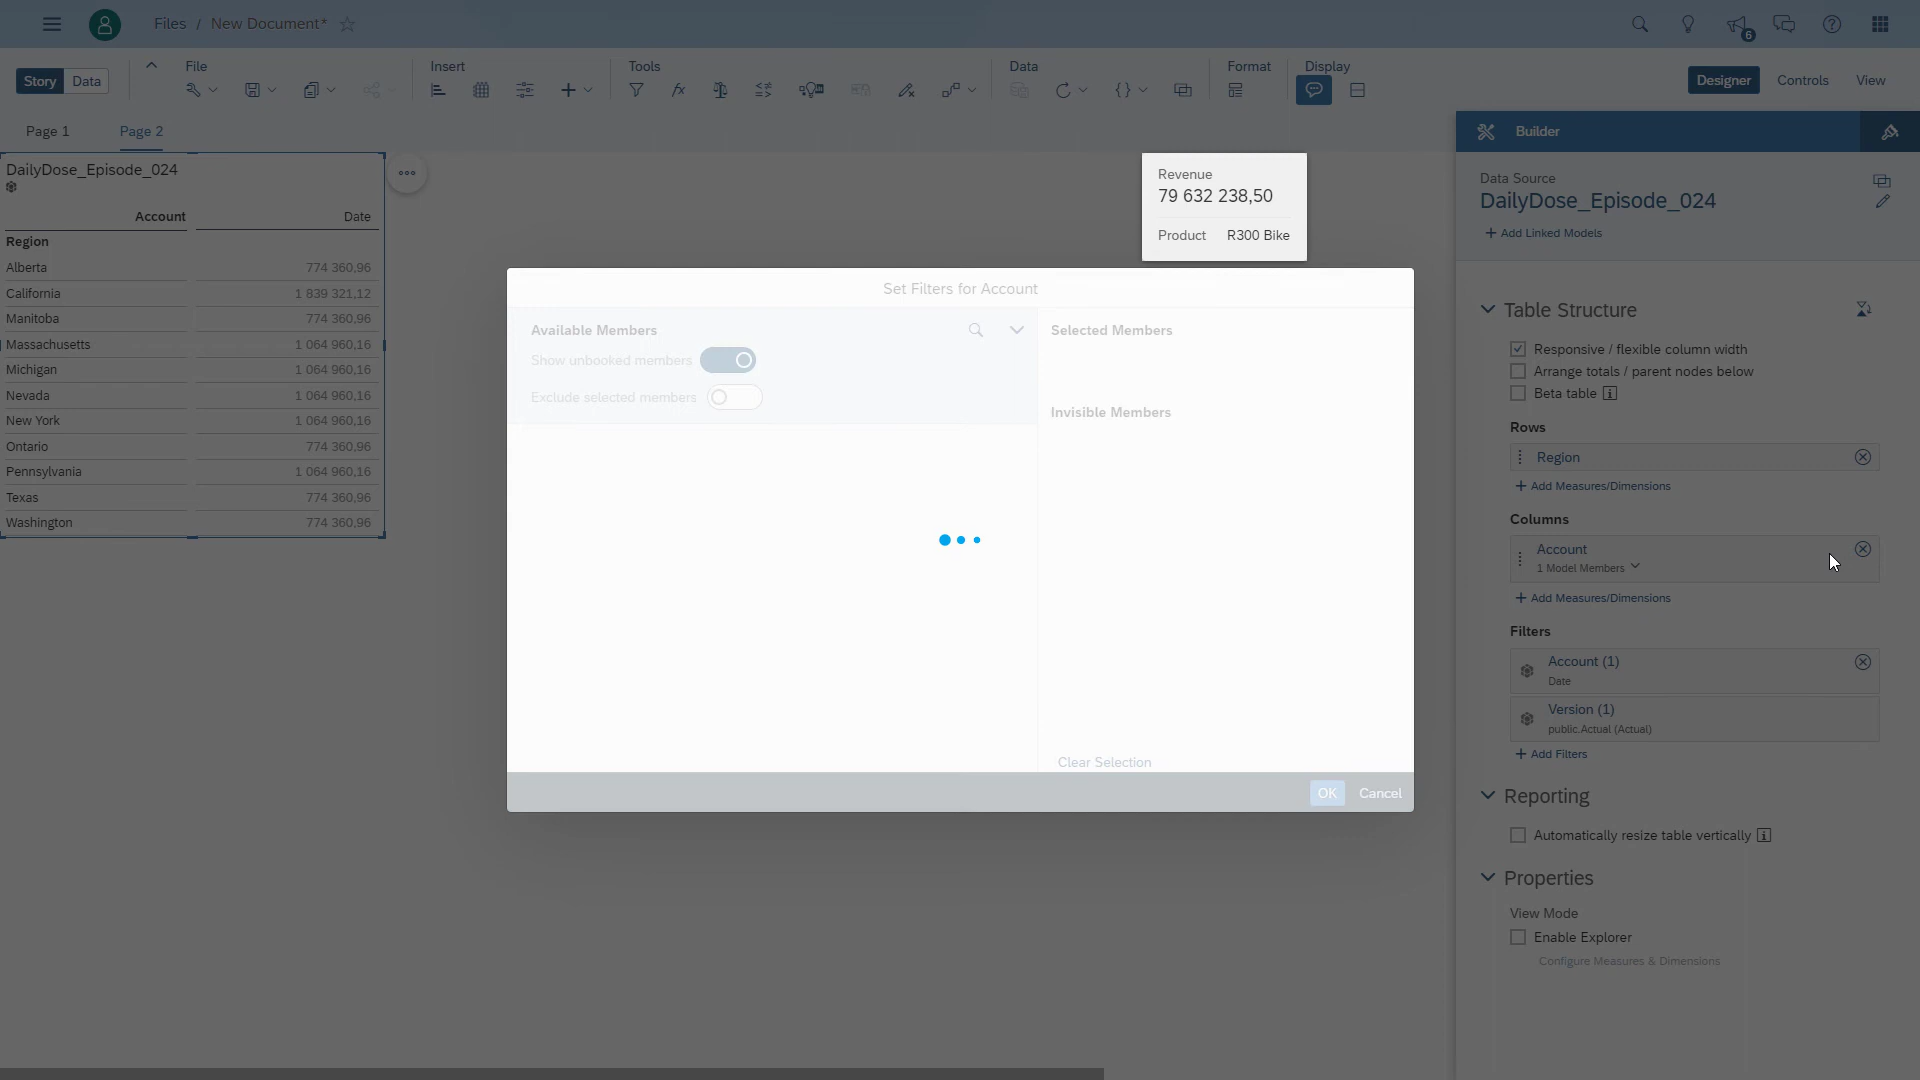 Files / New Document*
6
Story Data
File
Insert
Tools
Data
Format
Display
Designer Controls View
Page 1 Page 2
DailyDose_Episode_024
Account Date
Region
Alberta 774 360,96
California 1 839 321,12
Manitoba 774 360,96
Massachusetts 1 064 960,16
Michigan 1 064 960,16
Nevada 1 064 960,16
New York 1 064 960,16
Ontario 774 360,96
Pennsylvania 1 064 960,16
Texas 774 360,96
Washington 774 360,96
Revenue
79 632 238,50
Product R300 Bike
Set Filters for Account
Available Members
Show unbooked members
Exclude selected members
Selected Members
Invisible Members
Clear Selection
OK Cancel
Builder
Data Source
DailyDose_Episode_024
+ Add Linked Models
Table Structure
Responsive / flexible column width
Arrange totals / parent nodes below
Beta table
Rows
Region
+ Add Measures/Dimensions
Columns
Account
1 Model Members
+ Add Measures/Dimensions
Filters
Account (1)
Date
Version (1)
public.Actual (Actual)
+ Add Filters
Reporting
Automatically resize table vertically
Properties
View Mode
Enable Explorer
Configure Measures & Dimensions